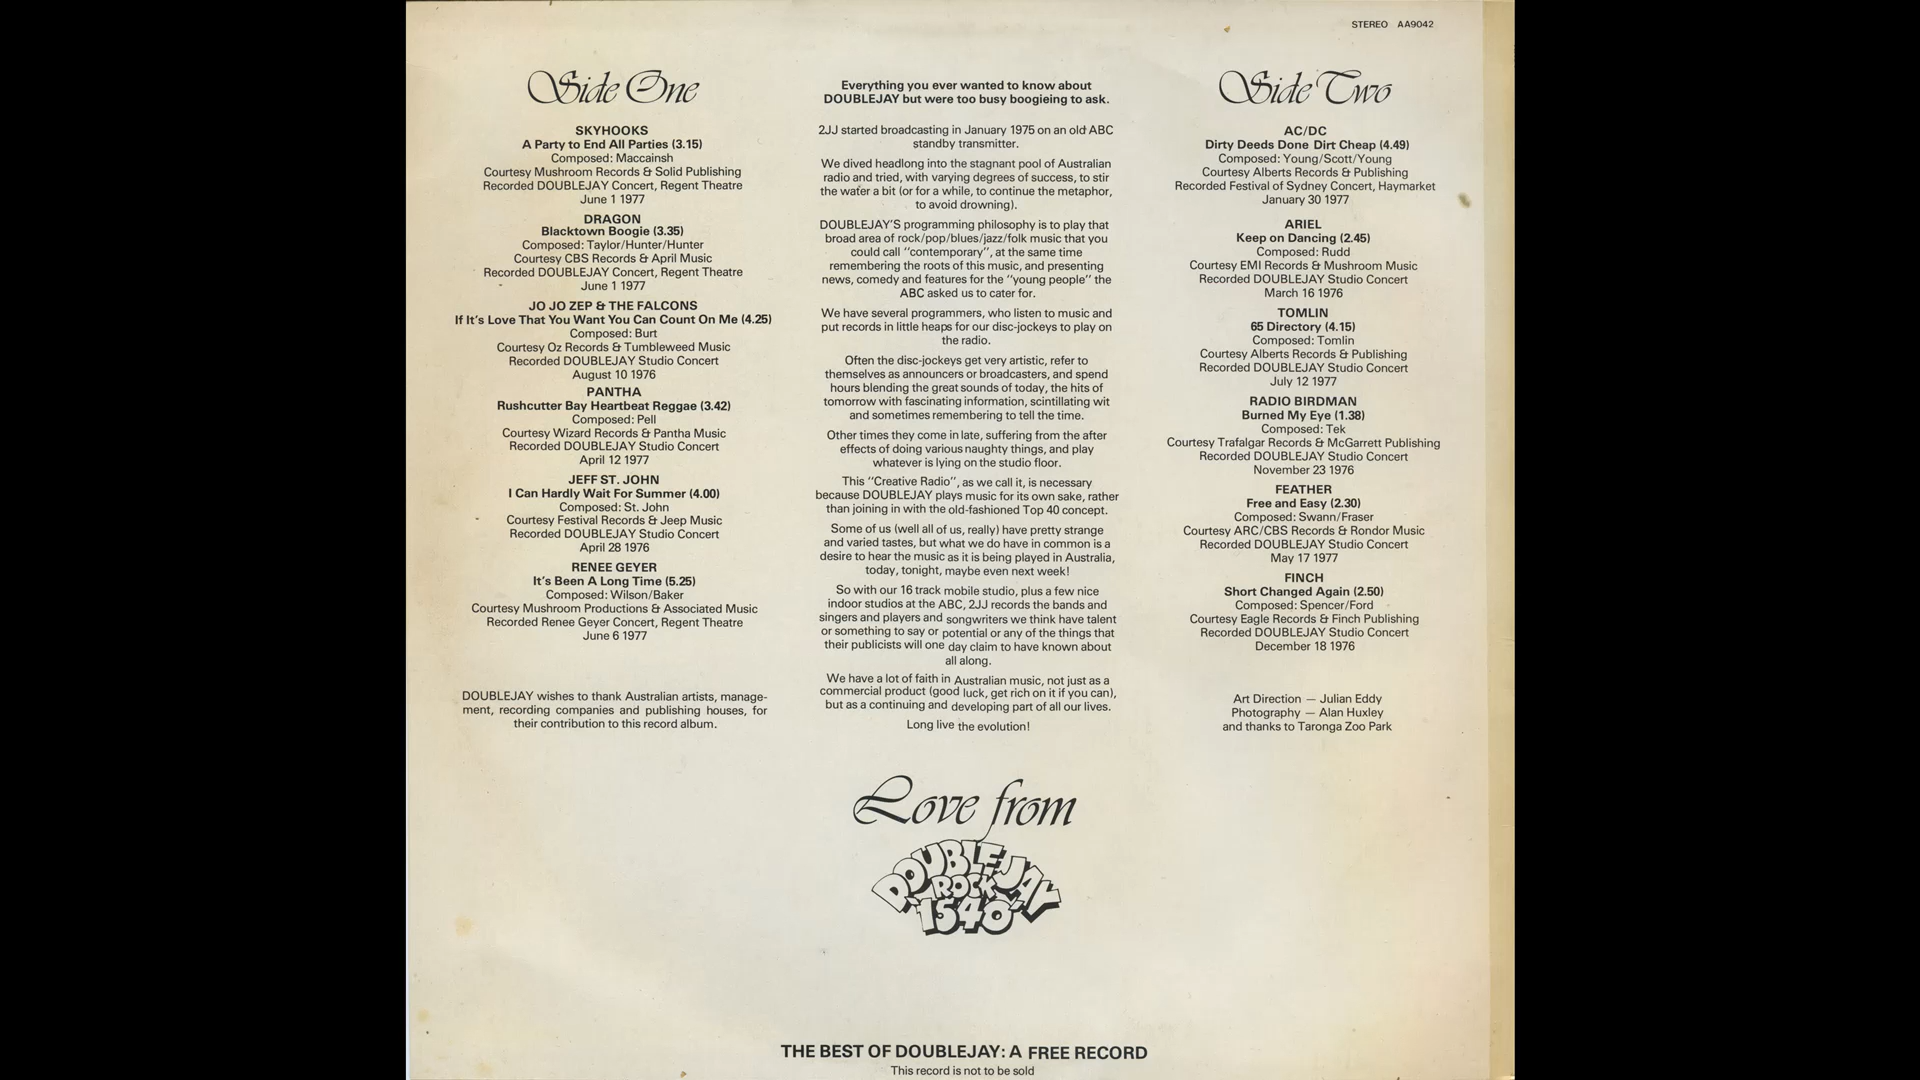 STEREO AA9042
Side One
SKYHOOKS
A Party to End All Parties (3.15)
Composed: Maccainsh
Courtesy Mushroom Records & Solid Publishing
Recorded DOUBLEJAY Concert, Regent Theatre
June 1 1977
DRAGON
Blacktown Boogie (3.35)
Composed: Taylor/Hunter/Hunter
Courtesy CBS Records & April Music
Recorded DOUBLEJAY Concert, Regent Theatre
June 1 1977
JO JO ZEP & THE FALCONS
If It's Love That You Want You Can Count On Me (4.25)
Composed: Burt
Courtesy Oz Records & Tumbleweed Music
Recorded DOUBLEJAY Studio Concert
August 10 1976
PANTHA
Rushcutter Bay Heartbeat Reggae (3.42)
Composed: Pell
Courtesy Wizard Records & Pantha Music
Recorded DOUBLEJAY Studio Concert
April 12 1977
JEFF ST. JOHN
I Can Hardly Wait For Summer (4.00)
Composed: St. John
Courtesy Festival Records & Jeep Music
Recorded DOUBLEJAY Studio Concert
April 28 1976
RENEE GEYER
It's Been A Long Time (5.25)
Composed: Wilson/Baker
Courtesy Mushroom Productions & Associated Music
Recorded Renee Geyer Concert, Regent Theatre
June 6 1977
DOUBLEJAY wishes to thank Australian artists, manage-
ment, recording companies and publishing houses, for
their contribution to this record album.
Everything you ever wanted to know about
DOUBLEJAY but were too busy boogieing to ask.
2JJ started broadcasting in January 1975 on an old ABC
standby transmitter.
We dived headlong into the stagnant pool of Australian
radio and tried, with varying degrees of success, to stir
the water a bit (or for a while, to continue the metaphor,
to avoid drowning).
DOUBLEJAY'S programming philosophy is to play that
broad area of rock/pop/blues/jazz/folk music that you
could call "contemporary", at the same time
remembering the roots of this music, and presenting
news, comedy and features for the "young people" the
ABC asked us to cater for.
We have several programmers, who listen to music and
put records in little heaps for our disc-jockeys to play on
the radio.
Often the disc-jockeys get very artistic, refer to
themselves as announcers or broadcasters, and spend
hours blending the great sounds of today, the hits of
tomorrow with fascinating information, scintillating wit
and sometimes remembering to tell the time.
Other times they come in late, suffering from the after
effects of doing various naughty things, and play
whatever is lying on the studio floor.
This "Creative Radio", as we call it, is necessary
because DOUBLEJAY plays music for its own sake, rather
than joining in with the old-fashioned Top 40 concept.
Some of us (well all of us, really) have pretty strange
and varied tastes, but what we do have in common is a
desire to hear the music as it is being played in Australia,
today, tonight, maybe even next week!
So with our 16 track mobile studio, plus a few nice
indoor studios at the ABC, 2JJ records the bands and
singers and players and songwriters we think have talent
or something to say or potential or any of the things that
their publicists will one day claim to have known about
all along.
We have a lot of faith in Australian music, not just as a
commercial product (good luck, get rich on it if you can),
but as a continuing and developing part of all our lives.
Long live the evolution!
Side Two
AC/DC
Dirty Deeds Done Dirt Cheap (4.49)
Composed: Young/Scott/Young
Courtesy Alberts Records & Publishing
Recorded Festival of Sydney Concert, Haymarket
January 30 1977
ARIEL
Keep on Dancing (2.45)
Composed: Rudd
Courtesy EMI Records & Mushroom Music
Recorded DOUBLEJAY Studio Concert
March 16 1976
TOMLIN
65 Directory (4.15)
Composed: Tomlin
Courtesy Alberts Records & Publishing
Recorded DOUBLEJAY Studio Concert
July 12 1977
RADIO BIRDMAN
Burned My Eye (1.38)
Composed: Tek
Courtesy Trafalgar Records & McGarrett Publishing
Recorded DOUBLEJAY Studio Concert
November 23 1976
FEATHER
Free and Easy (2.30)
Composed: Swann/Fraser
Courtesy ARC/CBS Records & Rondor Music
Recorded DOUBLEJAY Studio Concert
May 17 1977
FINCH
Short Changed Again (2.50)
Composed: Spencer/Ford
Courtesy Eagle Records & Finch Publishing
Recorded DOUBLEJAY Studio Concert
December 18 1976
Art Direction — Julian Eddy
Photography — Alan Huxley
and thanks to Taronga Zoo Park
Love from
DOUBLEJAY
ROCK
1540
THE BEST OF DOUBLEJAY: A FREE RECORD
This record is not to be sold